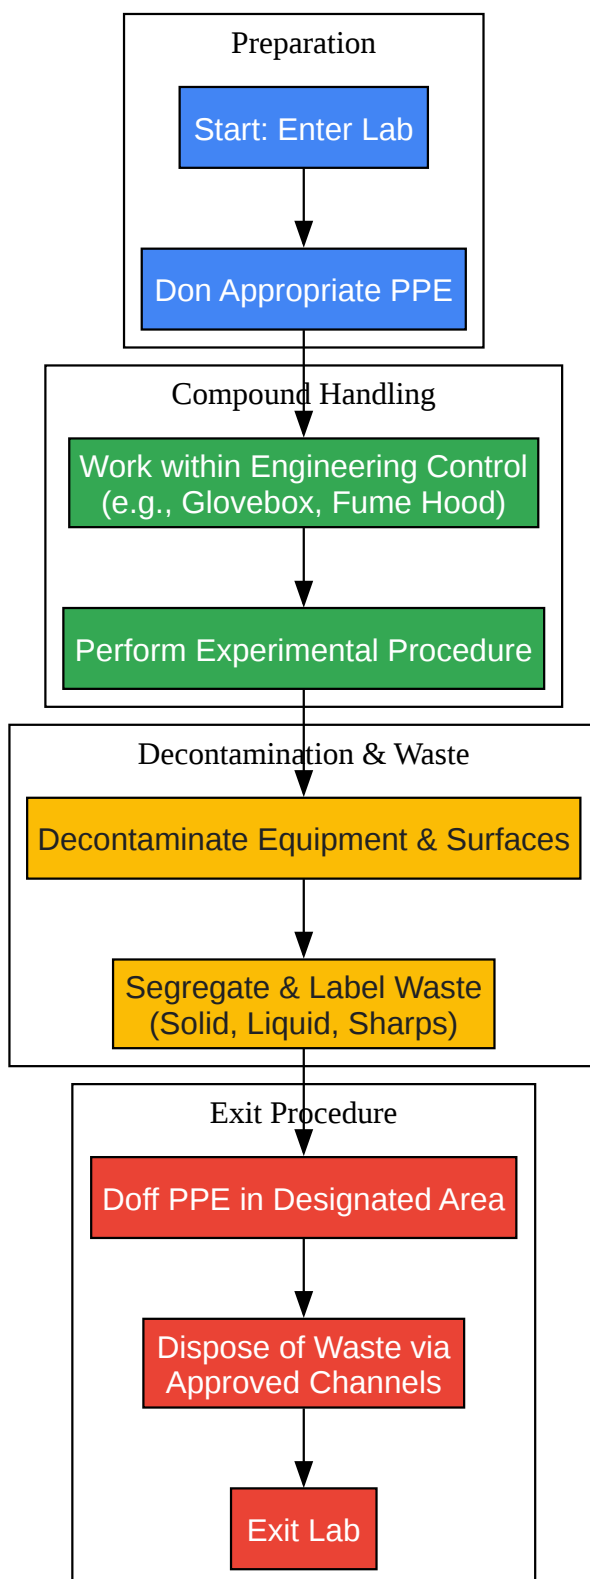 Preparation
Start: Enter Lab
Don Appropriate PPE
Compound Handling
Work within Engineering Control
(e.g., Glovebox, Fume Hood)
Perform Experimental Procedure
Decontamination & Waste
Decontaminate Equipment & Surfaces
Segregate & Label Waste
(Solid, Liquid, Sharps)
Exit Procedure
Doff PPE in Designated Area
Dispose of Waste via
Approved Channels
Exit Lab